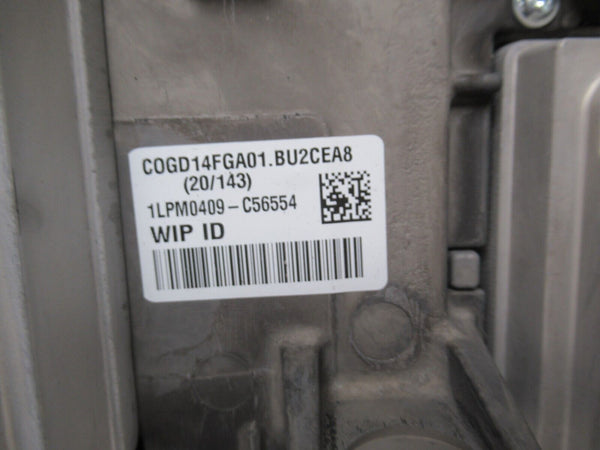 COGD14FGA01.BU2CEA8
(20/143)
1LPM0409-C56554
WIP ID